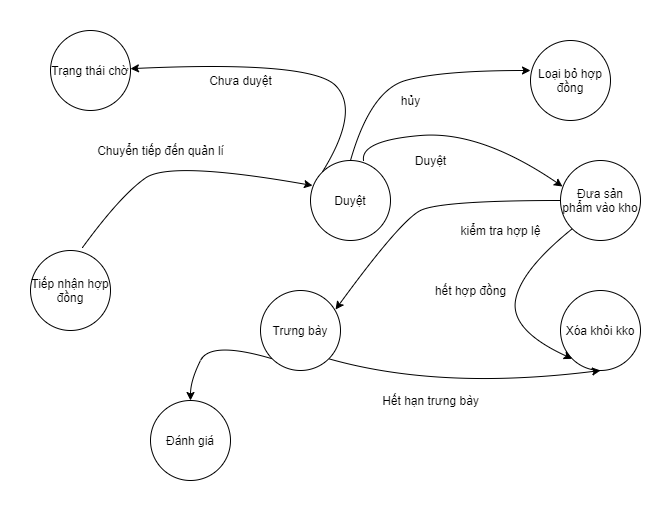 Trạng thái chờ
Chưa duyệt
Loại bỏ hợp
đồng
hủy
Chuyển tiếp đến quản lí
Duyệt
Duyệt
Đưa sản
phẩm vào kho
kiểm tra hợp lệ
Tiếp nhận hợp
đồng
hết hợp đồng
Trưng bày
Xóa khỏi kko
Hết hạn trưng bày
Đánh giá